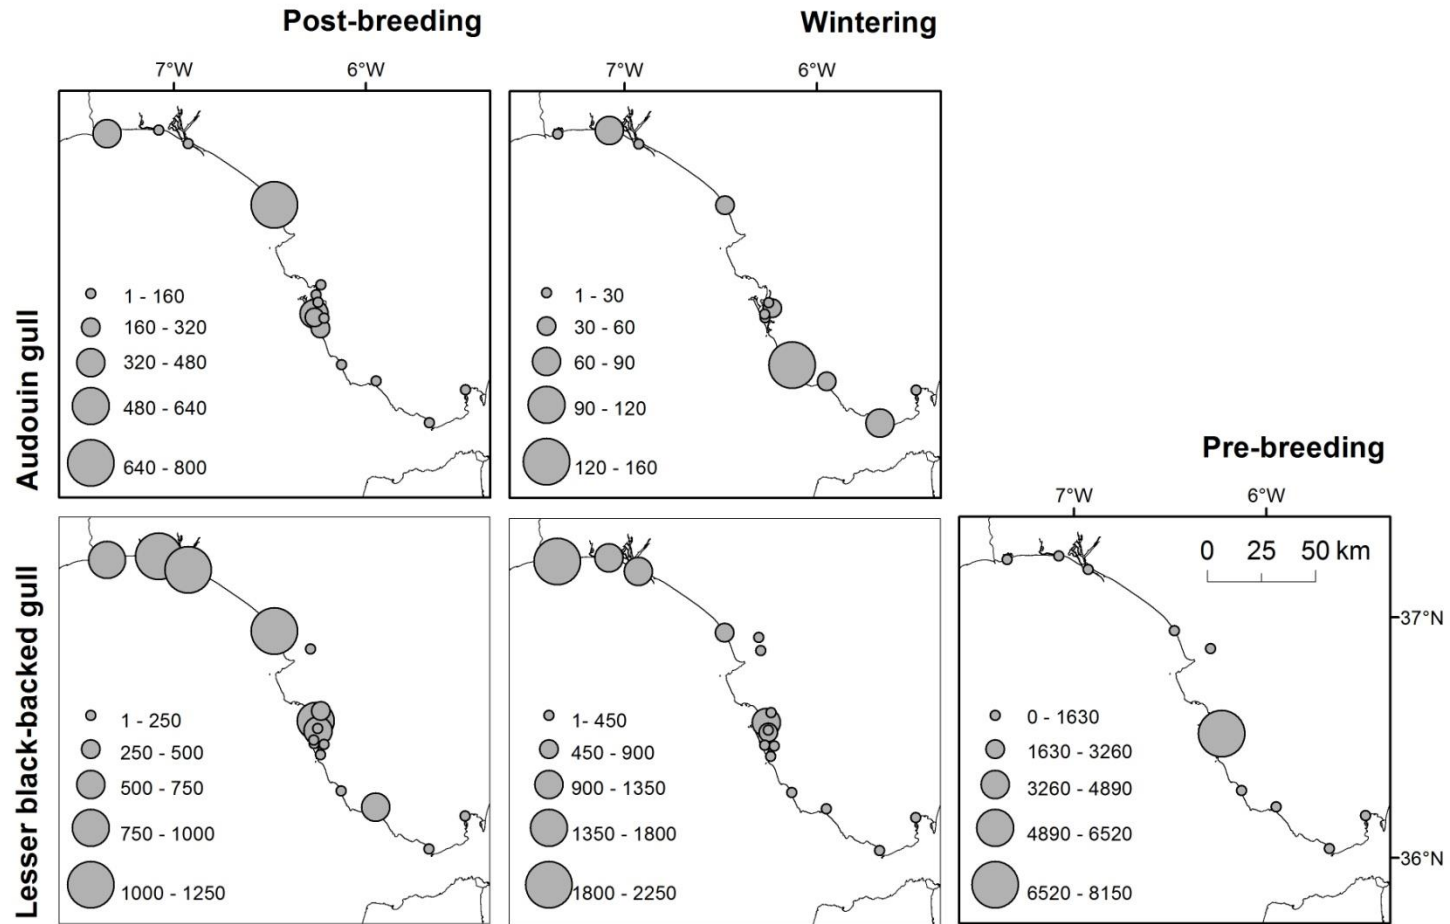 Post-breeding
Wintering
7°W
6°W
7°W
6°W
Audouin gull
1 - 160
160 - 320
320 - 480
480 - 640
640 - 800
1 - 30
30 - 60
60 - 90
90 - 120
120 - 160
Pre-breeding
7°W
6°W
Lesser black-backed gull
1 - 250
250 - 500
500 - 750
750 - 1000
1000 - 1250
1- 450
450 - 900
900 - 1350
1350 - 1800
1800 - 2250
0 25 50 km
0 - 1630
1630 - 3260
3260 - 4890
4890 - 6520
6520 - 8150
37°N
36°N